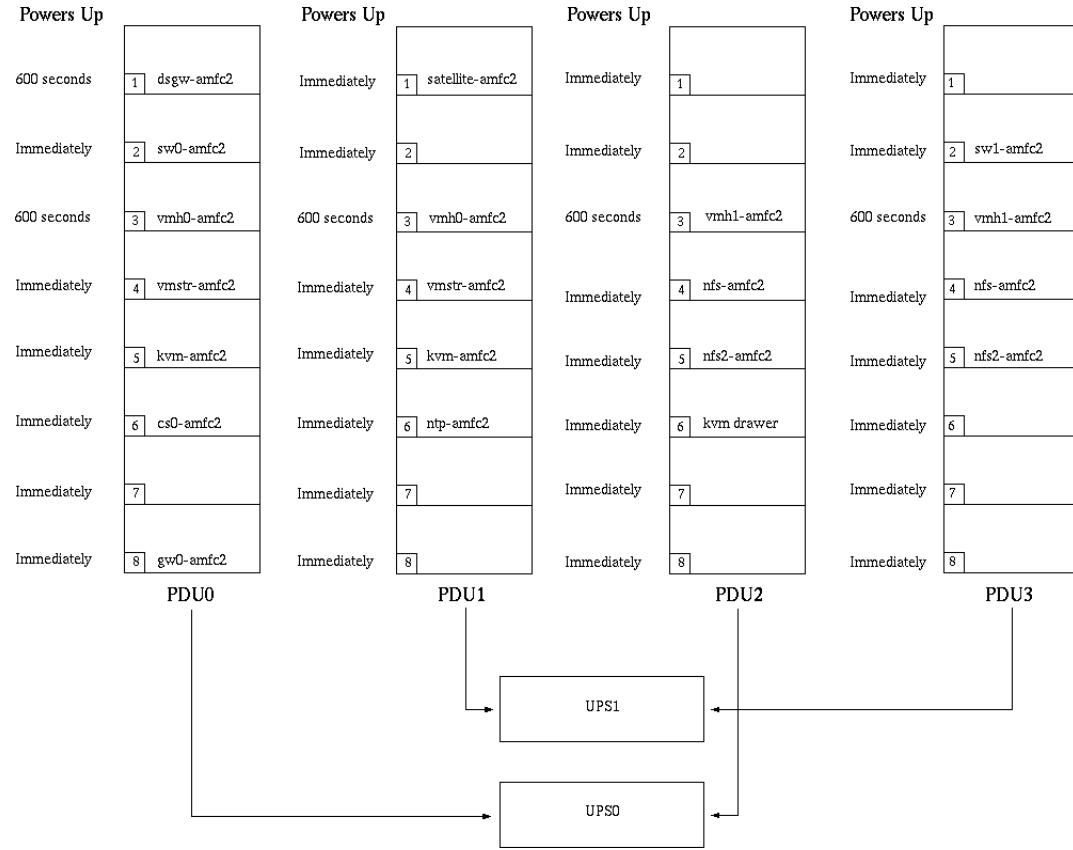 Powers Up Powers Up Powers Up Powers Up
600 seconds 1 dsgw-amfc2 Immediately 1 satellite-amfc2 Immediately 1 Immediately 1
Immediately 2 sw0-amfc2 Immediately 2 Immediately 2 Immediately 2 sw1-amfc2
600 seconds 3 vmh0-amfc2 600 seconds 3 vmh0-amfc2 600 seconds 3 vmh1-amfc2 600 seconds 3 vmh1-amfc2
Immediately 4 vmstr-amfc2 Immediately 4 vmstr-amfc2 Immediately 4 nfs-amfc2 Immediately 4 nfs-amfc2
Immediately 5 kvm-amfc2 Immediately 5 kvm-amfc2 Immediately 5 nfs2-amfc2 Immediately 5 nfs2-amfc2
Immediately 6 cs0-amfc2 Immediately 6 ntp-amfc2 Immediately 6 kvm drawer Immediately 6
Immediately 7 Immediately 7 Immediately 7 Immediately 7
Immediately 8 gw0-amfc2 Immediately 8 Immediately 8 Immediately 8
PDU0 PDU1 PDU2 PDU3
UPS1
UPS0